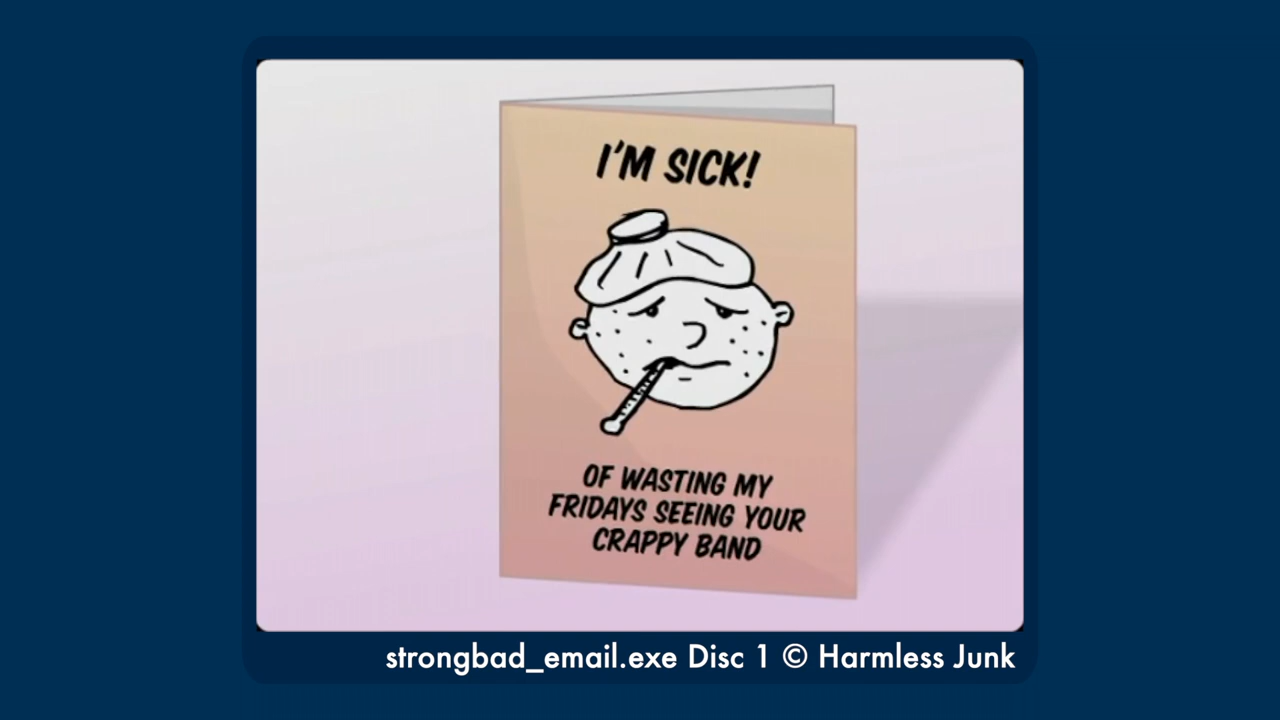 I'M SICK!
OF WASTING MY
FRIDAYS SEEING YOUR
CRAPPY BAND
strongbad_email.exe Disc 1 © Harmless Junk